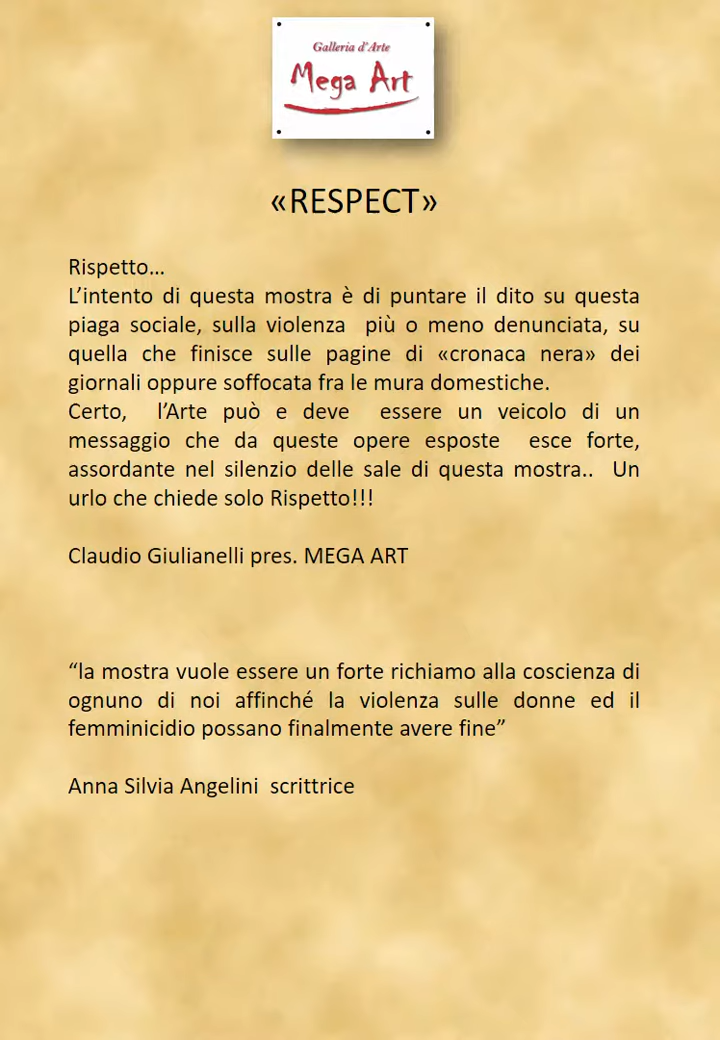 Galleria d'Arte
Mega Art
«RESPECT»
Rispetto...
L'intento di questa mostra è di puntare il dito su questa
piaga sociale, sulla violenza più o meno denunciata, su
quella che finisce sulle pagine di «cronaca nera» dei
giornali oppure soffocata fra le mura domestiche.
Certo, l'Arte può e deve essere un veicolo di un
messaggio che da queste opere esposte esce forte,
assordante nel silenzio delle sale di questa mostra.. Un
urlo che chiede solo Rispetto!!!
Claudio Giulianelli pres. MEGA ART
“la mostra vuole essere un forte richiamo alla coscienza di
ognuno di noi affinché la violenza sulle donne ed il
femminicidio possano finalmente avere fine”
Anna Silvia Angelini scrittrice